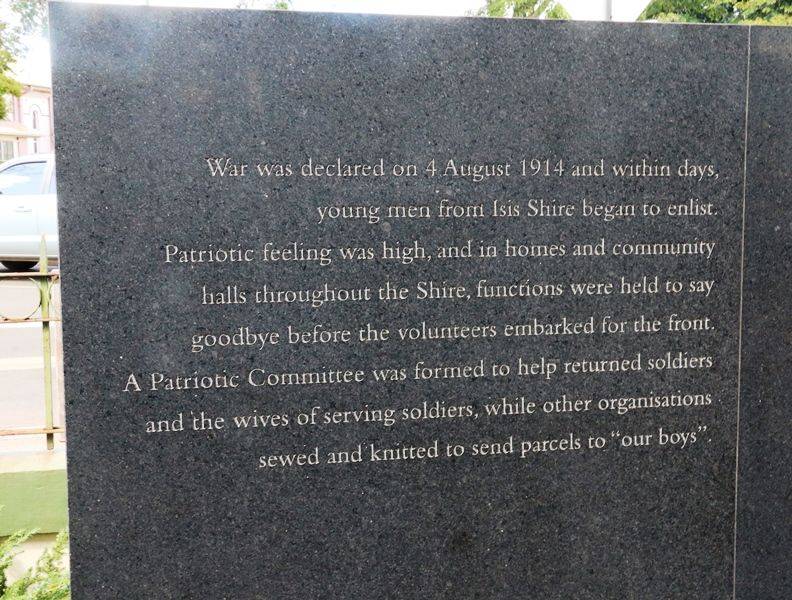 War was declared on 4 August 1914 and within days,
young men from Isis Shire began to enlist.
Patriotic feeling was high, and in homes and community
halls throughout the Shire, functions were held to say
goodbye before the volunteers embarked for the front.
A Patriotic Committee was formed to help returned soldiers
and the wives of serving soldiers, while other organisations
sewed and knitted to send parcels to “our boys”.